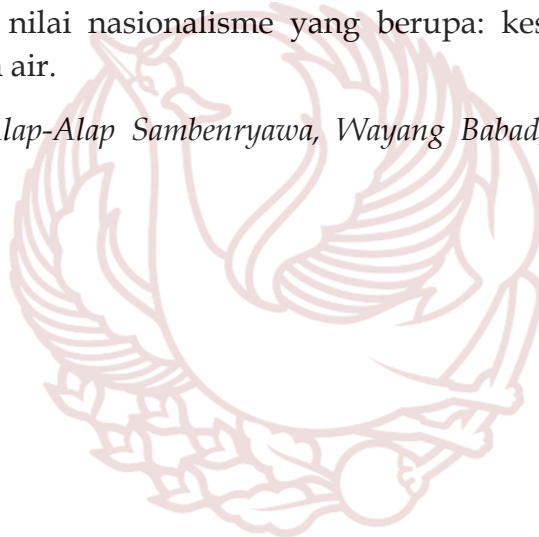 nilai nasionalisme yang berupa: kes
air.
lap-Alap Sambenryawa, Wayang Babad,